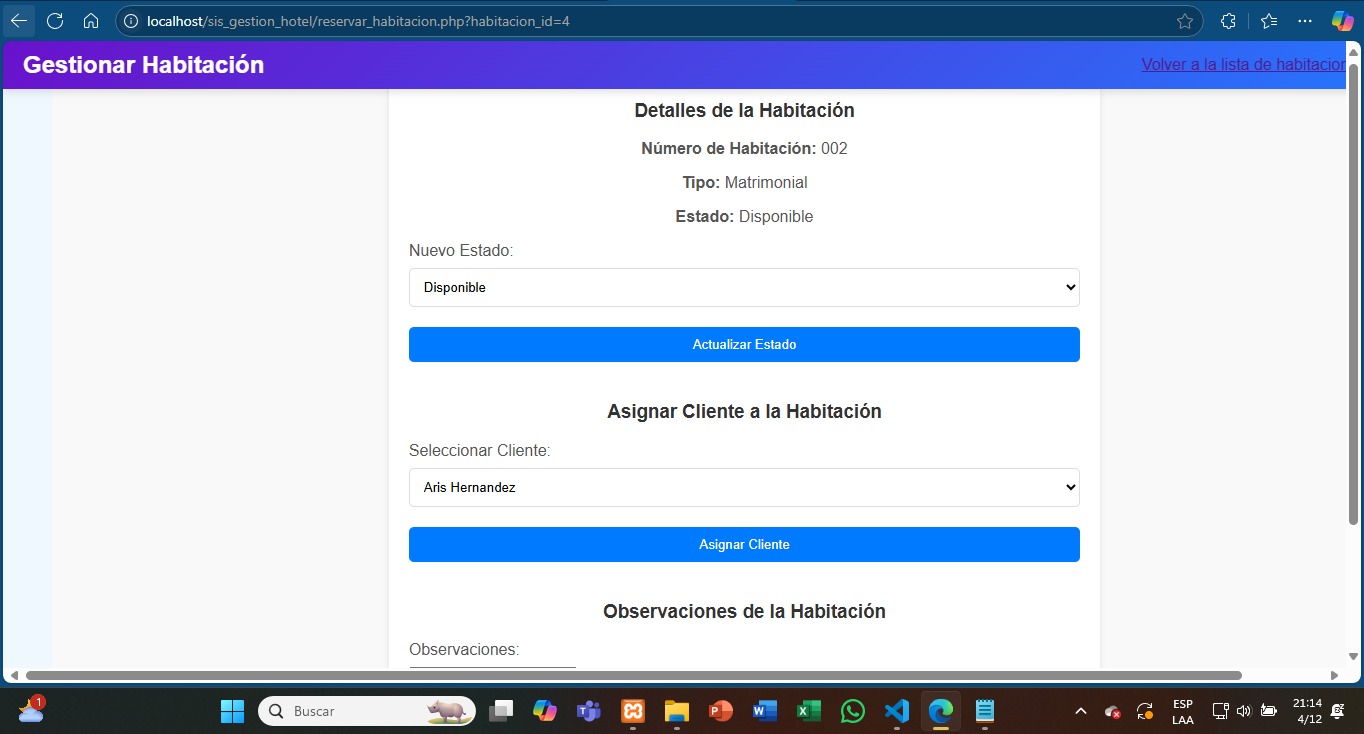 localhost/sis_gestion_hotel/reservar_habitacion.php?habitacion_id=4
Gestionar Habitación
Volver a la lista de habitacion
Detalles de la Habitación
Número de Habitación: 002
Tipo: Matrimonial
Estado: Disponible
Nuevo Estado:
Disponible
Actualizar Estado
Asignar Cliente a la Habitación
Seleccionar Cliente:
Aris Hernandez
Asignar Cliente
Observaciones de la Habitación
Observaciones:
1
Buscar
ESP
LAA
21:14
4/12